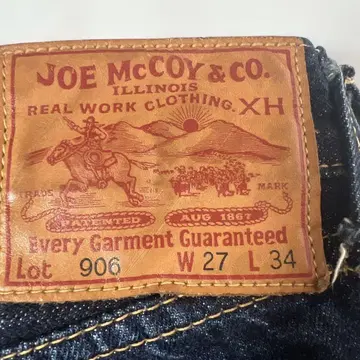 JOE McCOY & CO.
ILLINOIS
REAL WORK CLOTHING. XH
TRADE MARK
PATENTED AUG 1867
Every Garment Guaranteed
Lot 906 W 27 L 34